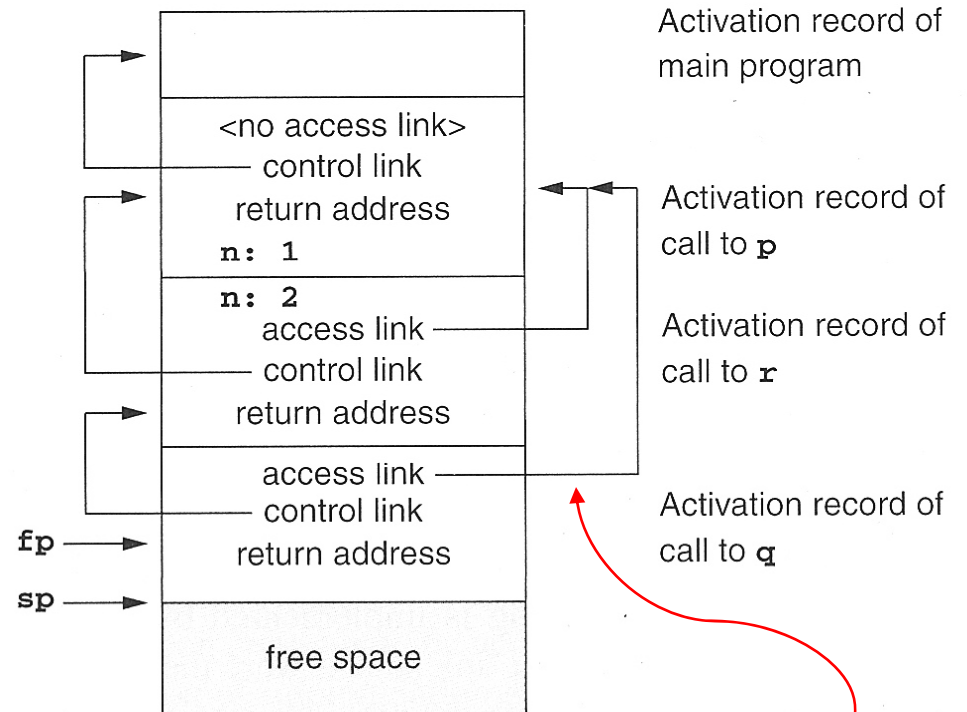 Activation record of
main program
<no access link>
control link
return address
n: 1
Activation record of
call to p
n: 2
access link
control link
return address
Activation record of
call to r
access link
control link
return address
Activation record of
call to q
fp
sp
free space